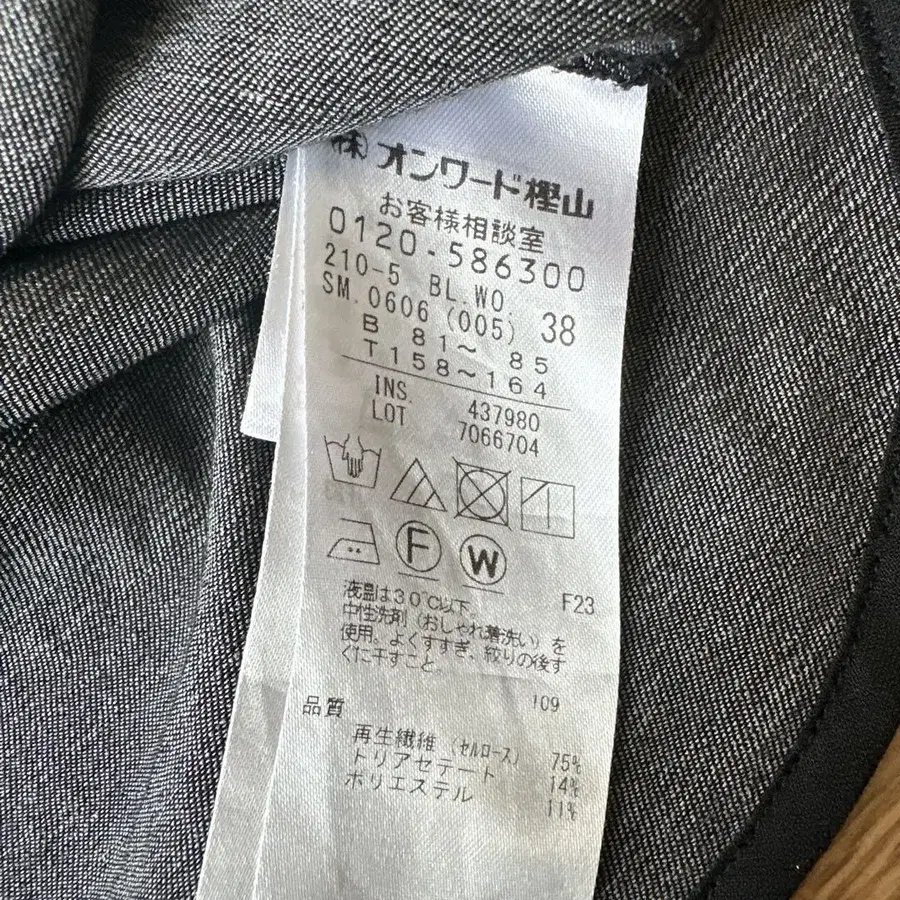 (株)オンワード樫山
お客様相談室
0120-586300
210-5 BL.WO.
SM.0606 (005) 38
B 81～ 85
T158～164
INS. 437980
LOT 7066704
F
W
F23
液温は30℃以下。
中性洗剤（おしゃれ着洗い）を
使用。よくすすぎ、絞りの後す
ぐに干すこと。
109
品質
再生繊維（セルロース） 75%
トリアセテート 14%
ポリエステル 11%